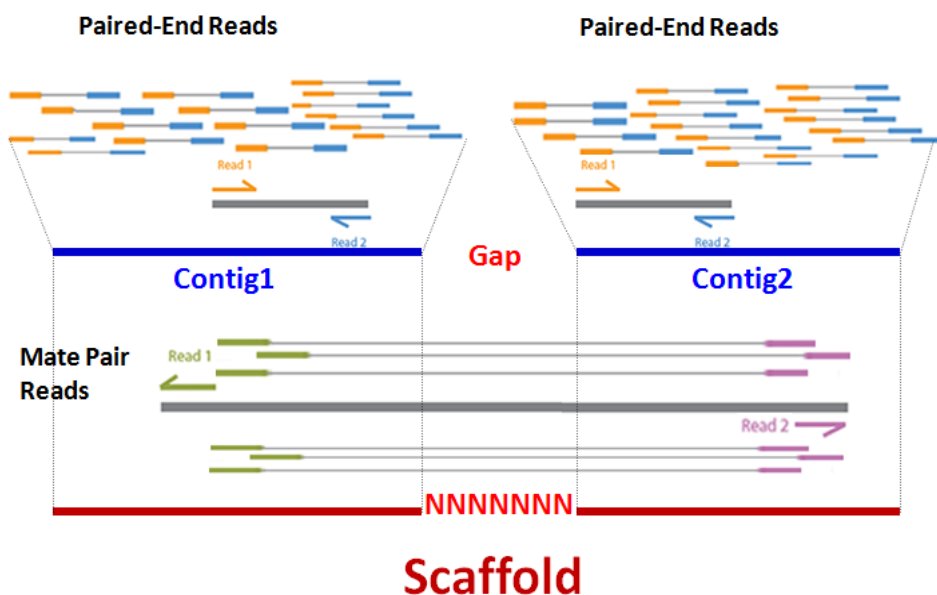 Paired-End Reads
Paired-End Reads
Read 1
Read 1
Read 2
Read 2
Gap
Contig1
Contig2
Mate Pair
Reads
Read 1
Read 2
NNNNNNN
Scaffold